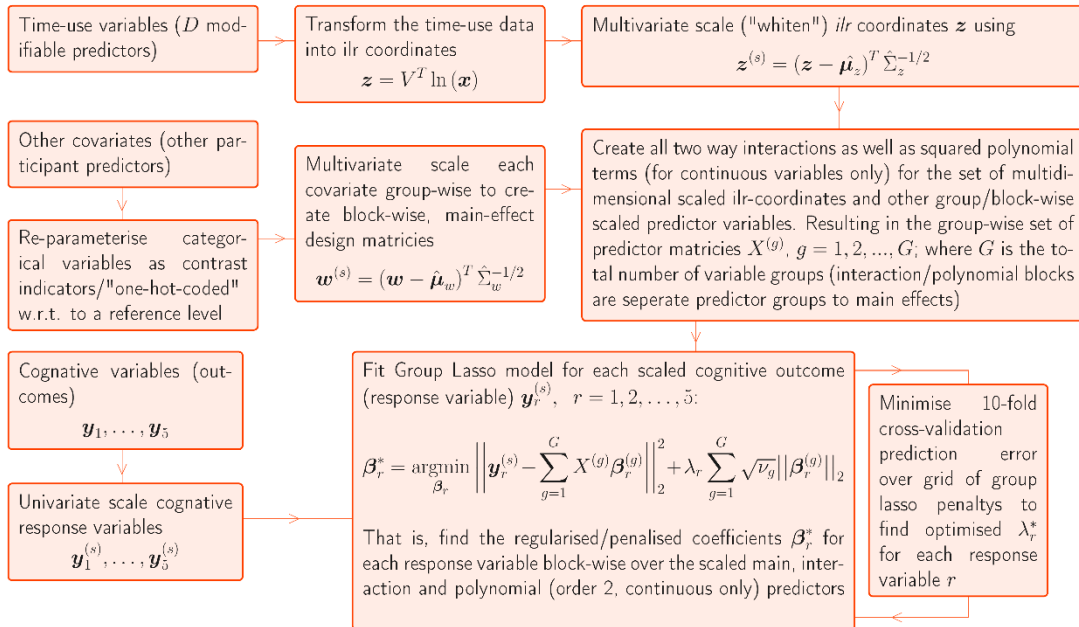 Time-use variables (D mod-
ifiable predictors)
Transform the time-use data
into ilr coordinates
z = V^T ln (x)
Multivariate scale ("whiten") ilr coordinates z using
z^(s) = (z − μ̂_z)^T Σ̂_z^{-1/2}
Other covariates (other par-
ticipant predictors)
Re-parameterise categor-
ical variables as contrast
indicators/"one-hot-coded"
w.r.t. to a reference level
Multivariate scale each
covariate group-wise to cre-
ate block-wise, main-effect
design matricies
w^(s) = (w − μ̂_w)^T Σ̂_w^{-1/2}
Create all two way interactions as well as squared polynomial
terms (for continuous variables only) for the set of multidi-
mensional scaled ilr-coordinates and other group/block-wise
scaled predictor variables. Resulting in the group-wise set of
predictor matricies X^(g), g = 1, 2, ..., G; where G is the to-
tal number of variable groups (interaction/polynomial blocks
are seperate predictor groups to main effects)
Cognative variables (out-
comes)
y_1, . . . , y_5
Univariate scale cognative
response variables
y_1^(s), . . . , y_5^(s)
Fit Group Lasso model for each scaled cognitive outcome
(response variable) y_r^(s), r = 1, 2, . . . , 5:
β_r^* = argmin_{β_r} ||y_r^(s) − ∑_{g=1}^{G} X^(g) β_r^(g)||_2^2 + λ_r ∑_{g=1}^{G} √ν_g ||β_r^(g)||_2
That is, find the regularised/penalised coefficients β_r^* for
each response variable block-wise over the scaled main, inter-
action and polynomial (order 2, continuous only) predictors
Minimise 10-fold
cross-validation
prediction error
over grid of group
lasso penaltys to
find optimised λ_r^*
for each response
variable r